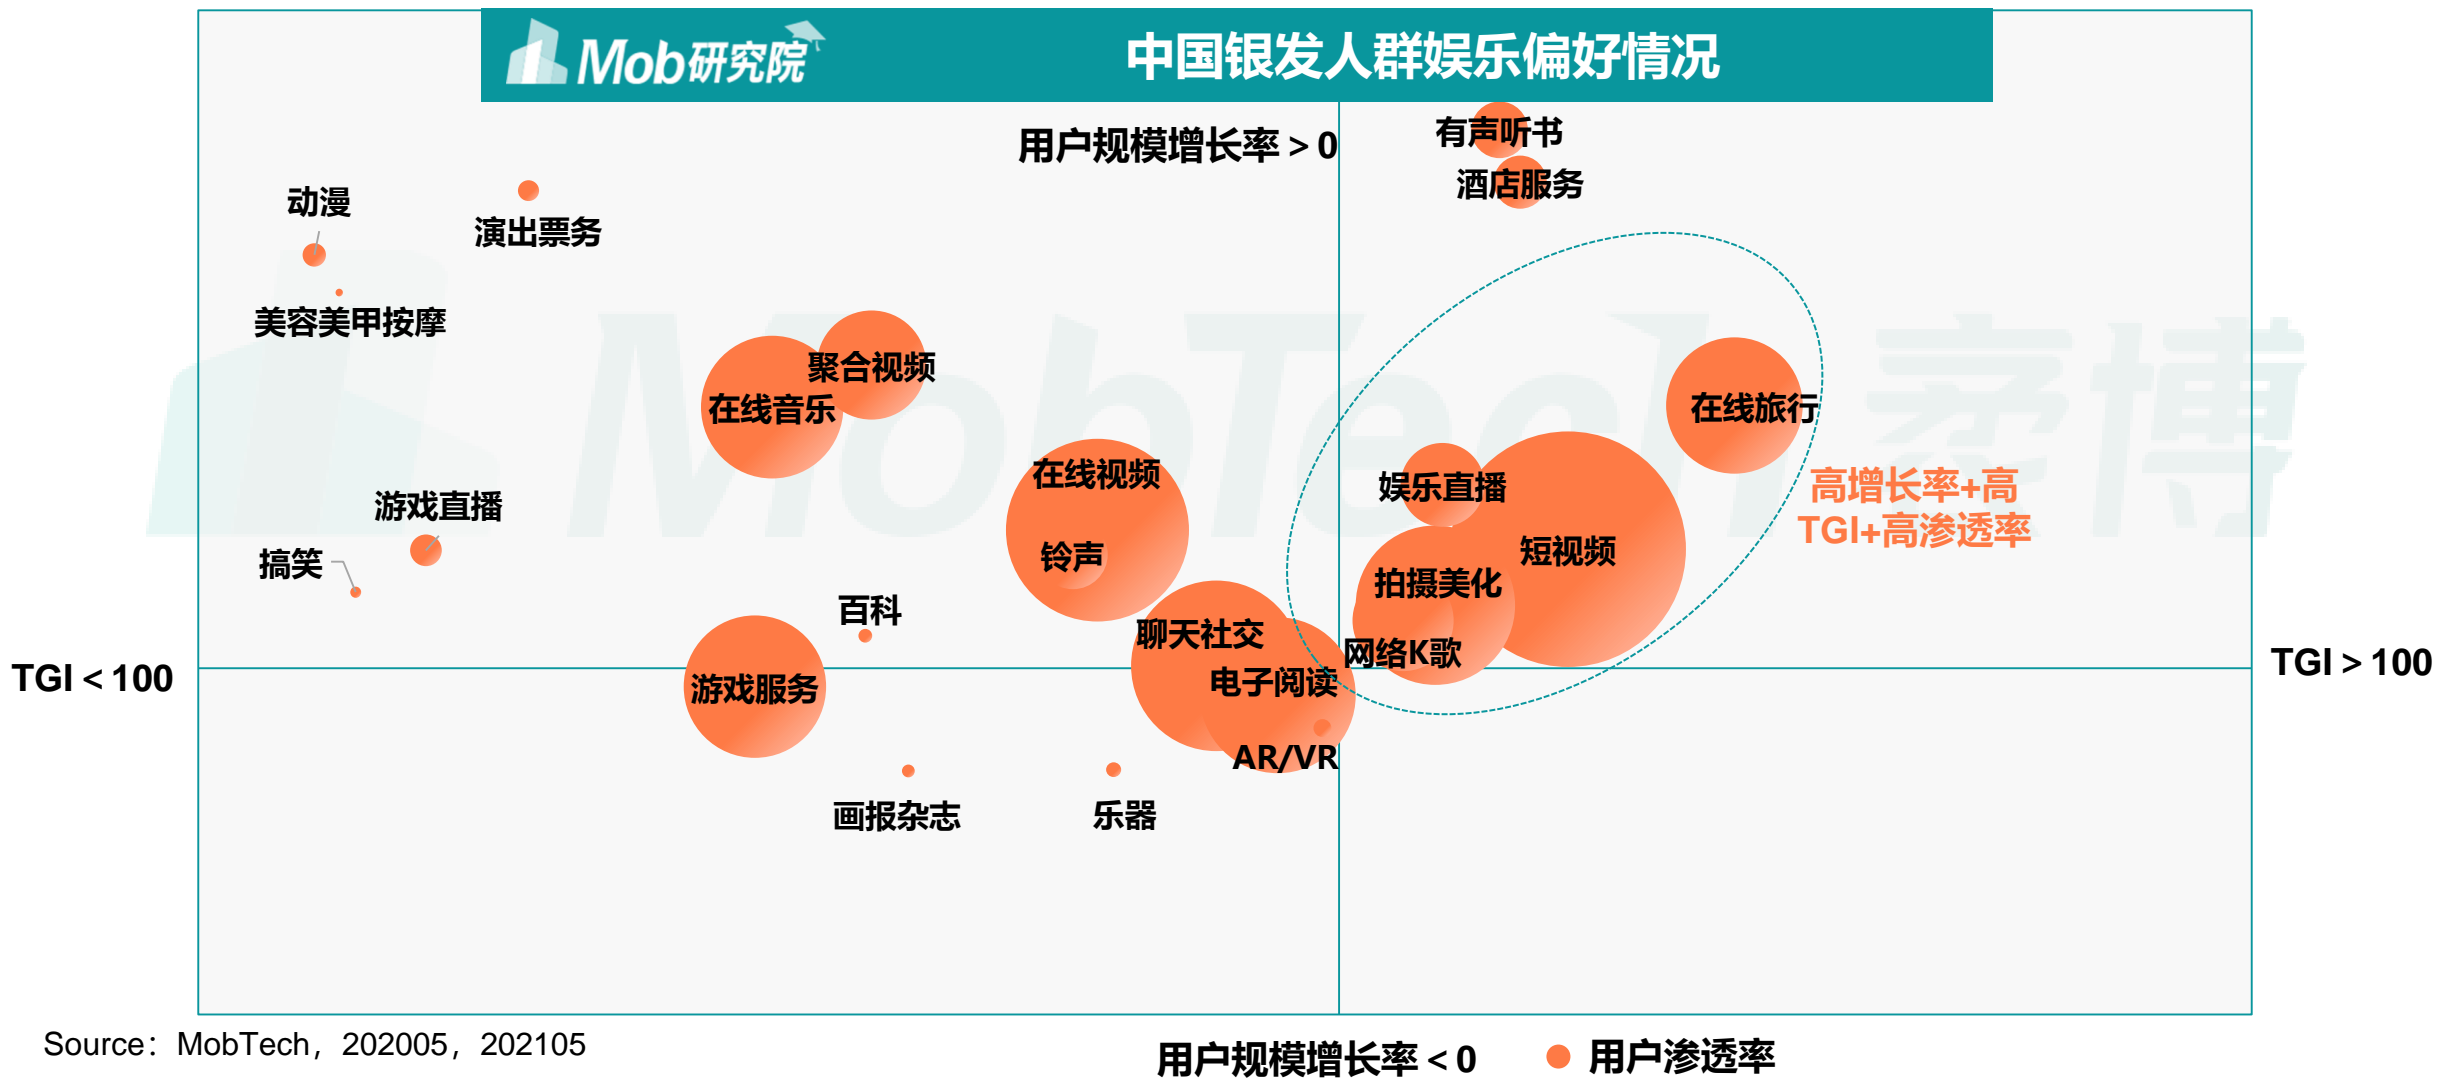 Mob研究院
中国银发人群娱乐偏好情况
用户规模增长率>0
有声听书
酒店服务
动漫
演出票务
美容美甲按摩
聚合视频
在线音乐
在线旅行
在线视频
娱乐直播
高增长率+高
TGI+高渗透率
游戏直播
铃声
短视频
搞笑
拍摄美化
百科
聊天社交
网络K歌
TGI<100
TGI>100
游戏服务
电子阅读
AR/VR
画报杂志
乐器
MobTech 袤博
Source：MobTech，202005，202105
用户规模增长率<0
用户渗透率